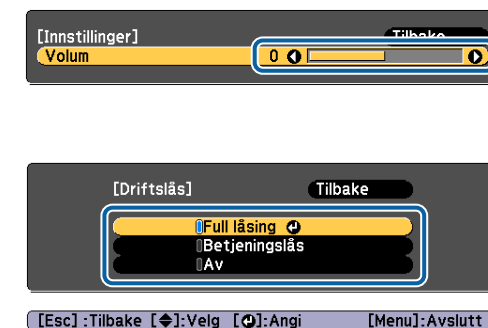 [Innstillinger] Tilbake
Volum 0
[Driftslås] Tilbake
Full låsing
Betjeningslås
Av
[Esc] :Tilbake [◆]:Velg [⏎]:Angi [Menu]:Avslutt